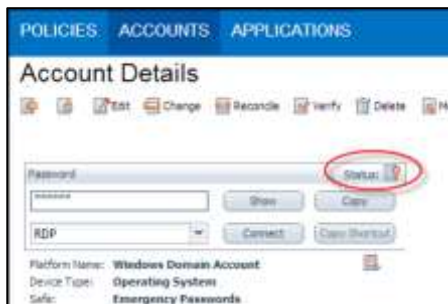 POLICIES ACCOUNTS APPLICATIONS
Account Details
Edit Change Reconcile Verify Delete
Password Status:
******* Show Copy
RDP Connect Copy Shortcut
Platform Name: Windows Domain Account
Device Type: Operating System
Safe: Emergency Passwords